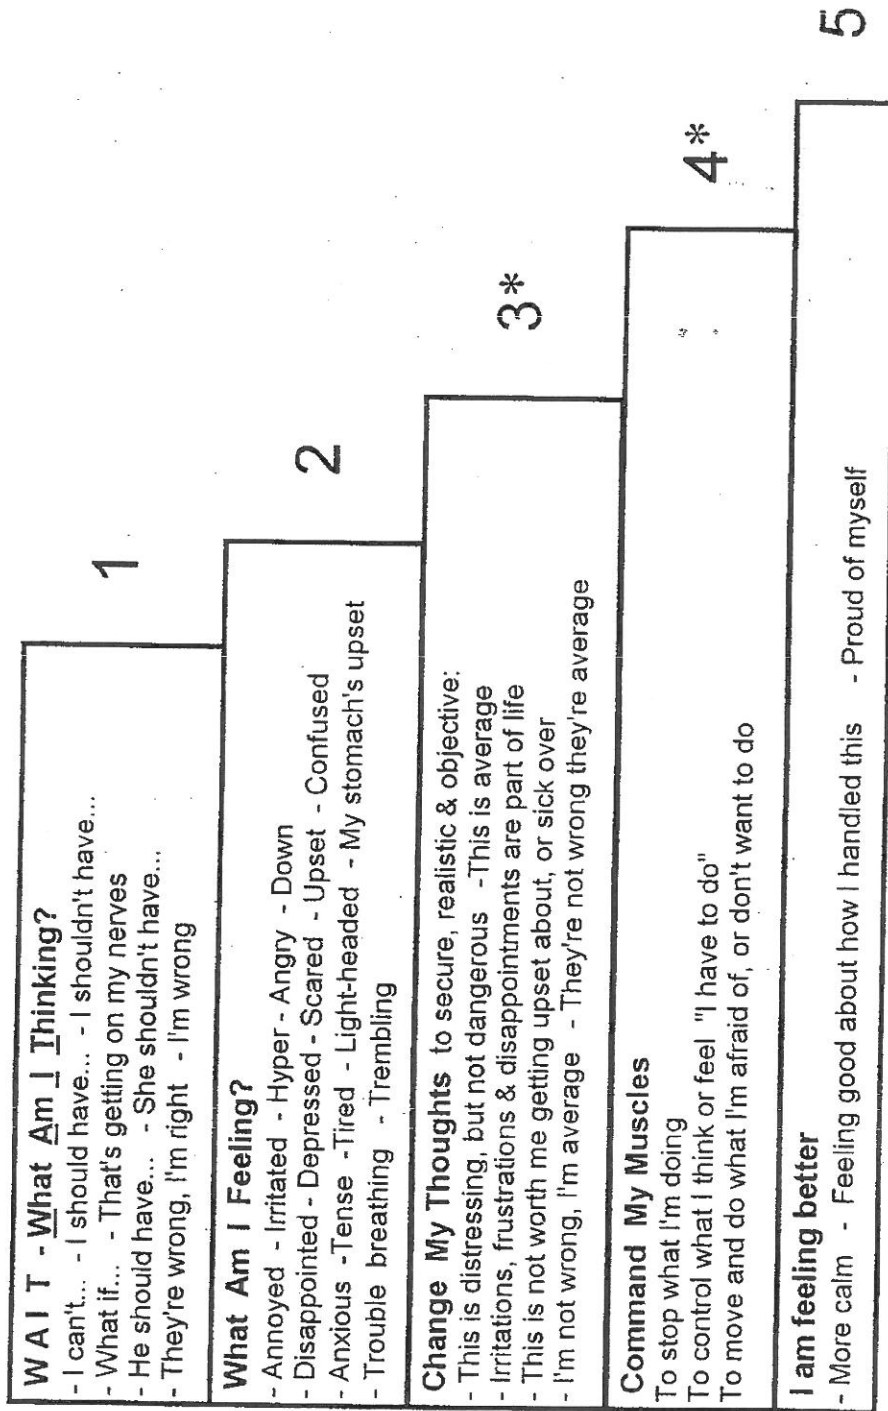 W A I T - What Am I Thinking?
- I can't... - I should have... - I shouldn't have...
- What if... - That's getting on my nerves
- He should have... - She shouldn't have...
- They're wrong, I'm right - I'm wrong
1
What Am I Feeling?
- Annoyed - Irritated - Hyper - Angry - Down
- Disappointed - Depressed - Scared - Upset - Confused
- Anxious -Tense -Tired - Light-headed - My stomach's upset
- Trouble breathing - Trembling
2
Change My Thoughts to secure, realistic & objective:
- This is distressing, but not dangerous -This is average
- Irritations, frustrations & disappointments are part of life
- This is not worth me getting upset about, or sick over
- I'm not wrong, I'm average - They're not wrong they're average
3*
Command My Muscles
To stop what I'm doing
To control what I think or feel "I have to do"
To move and do what I'm afraid of, or don't want to do
4*
I am feeling better
- More calm - Feeling good about how I handled this - Proud of myself
5